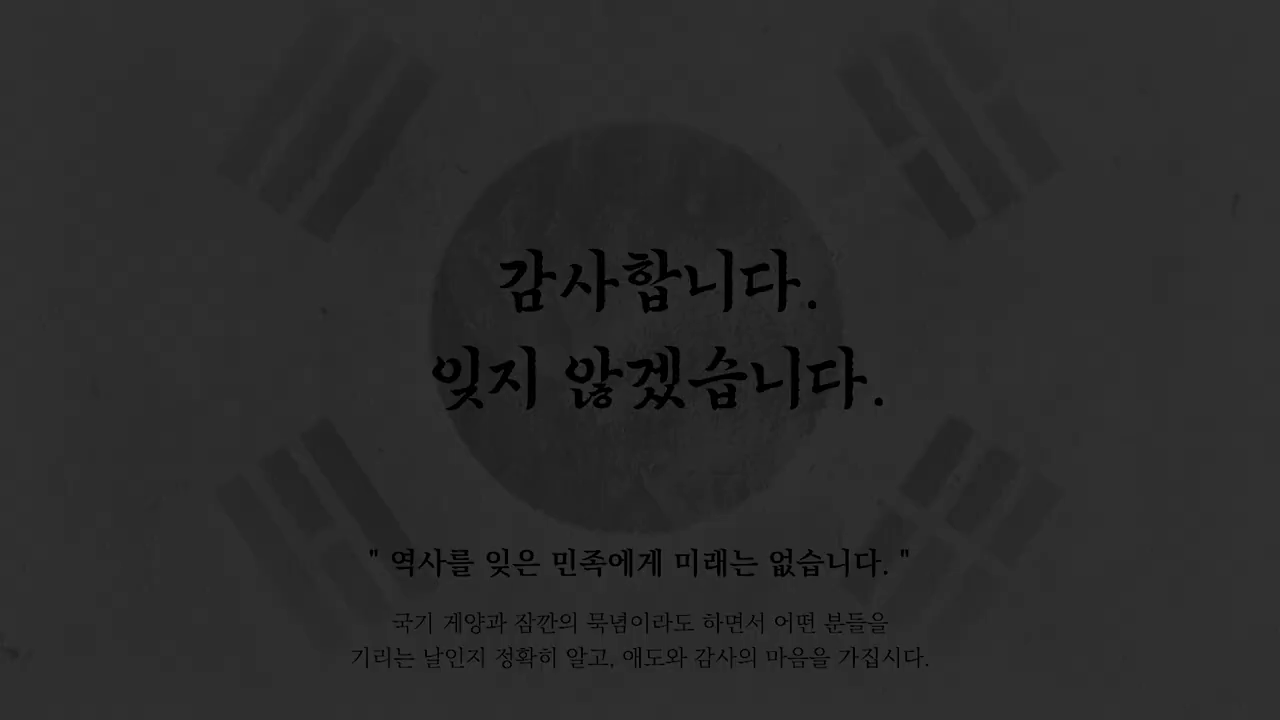 감사합니다.
잊지 않겠습니다.
" 역사를 잊은 민족에게 미래는 없습니다. "
국기 게양과 잠깐의 묵념이라도 하면서 어떤 분들을
기리는 날인지 정확히 알고, 애도와 감사의 마음을 가집시다.